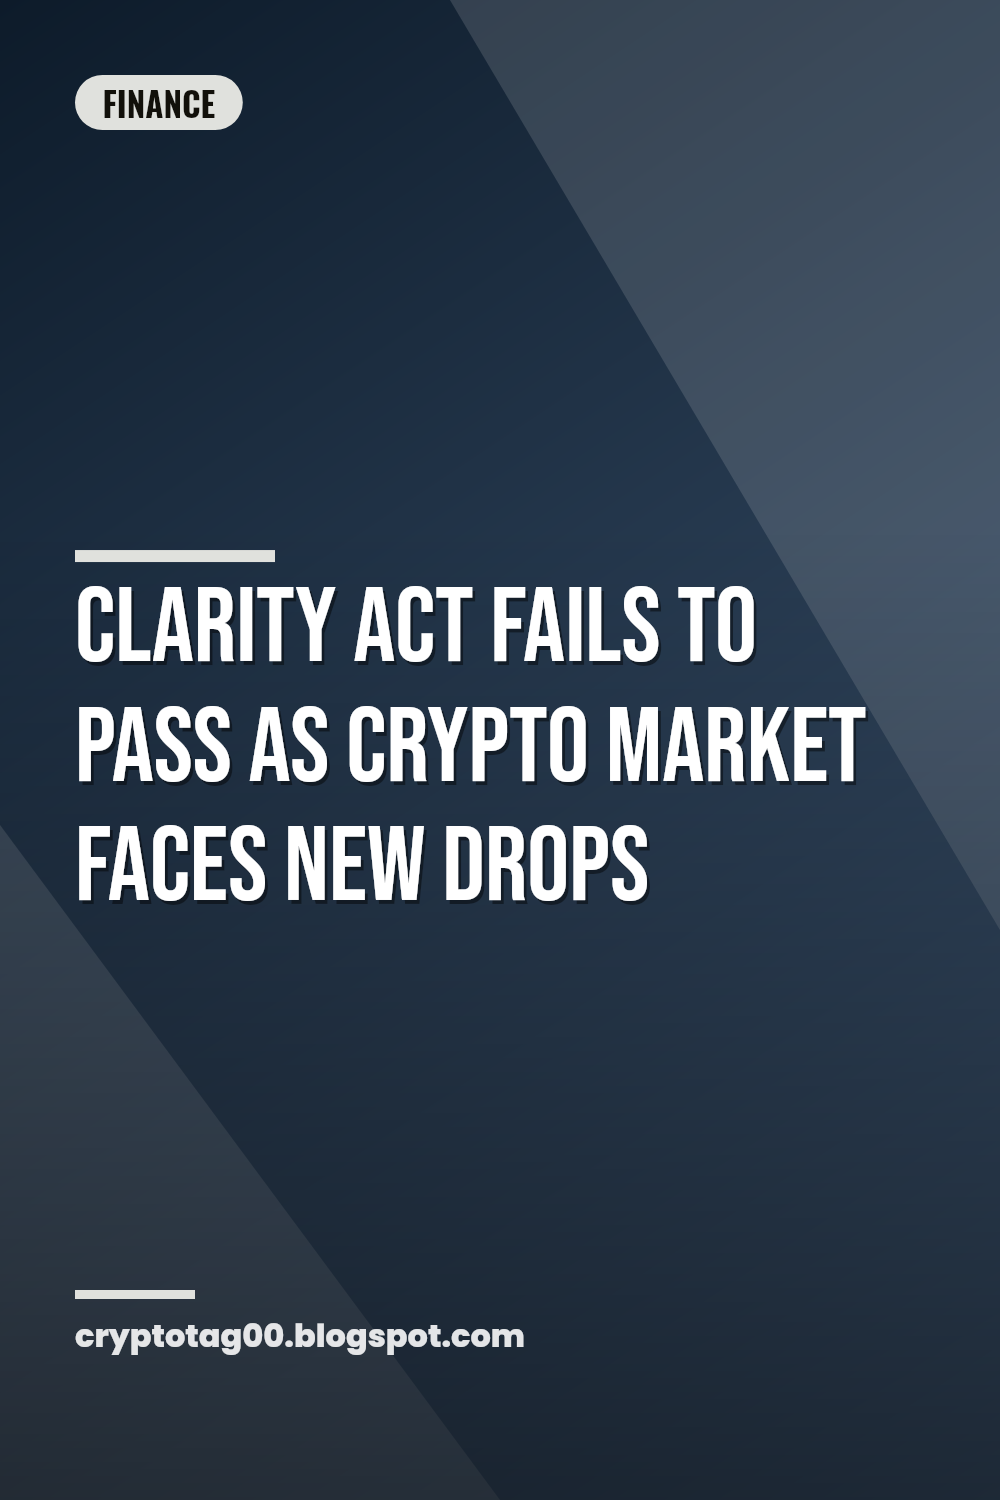 FINANCE
CLARITY ACT FAILS TO
PASS AS CRYPTO MARKET
FACES NEW DROPS
cryptotag00.blogspot.com